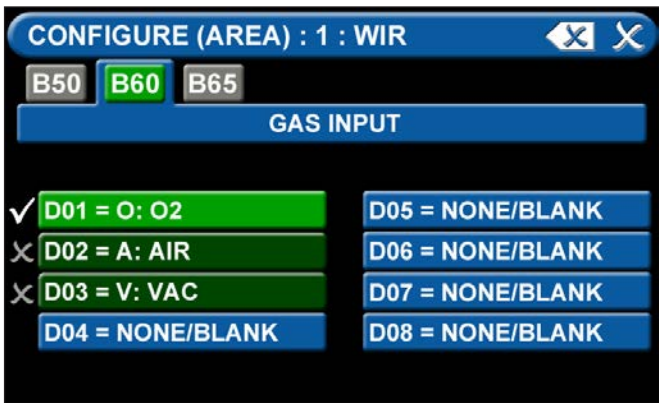 CONFIGURE (AREA) : 1 : WIR
B50 B60 B65
GAS INPUT
D01 = O: O2
D02 = A: AIR
D03 = V: VAC
D04 = NONE/BLANK
D05 = NONE/BLANK
D06 = NONE/BLANK
D07 = NONE/BLANK
D08 = NONE/BLANK